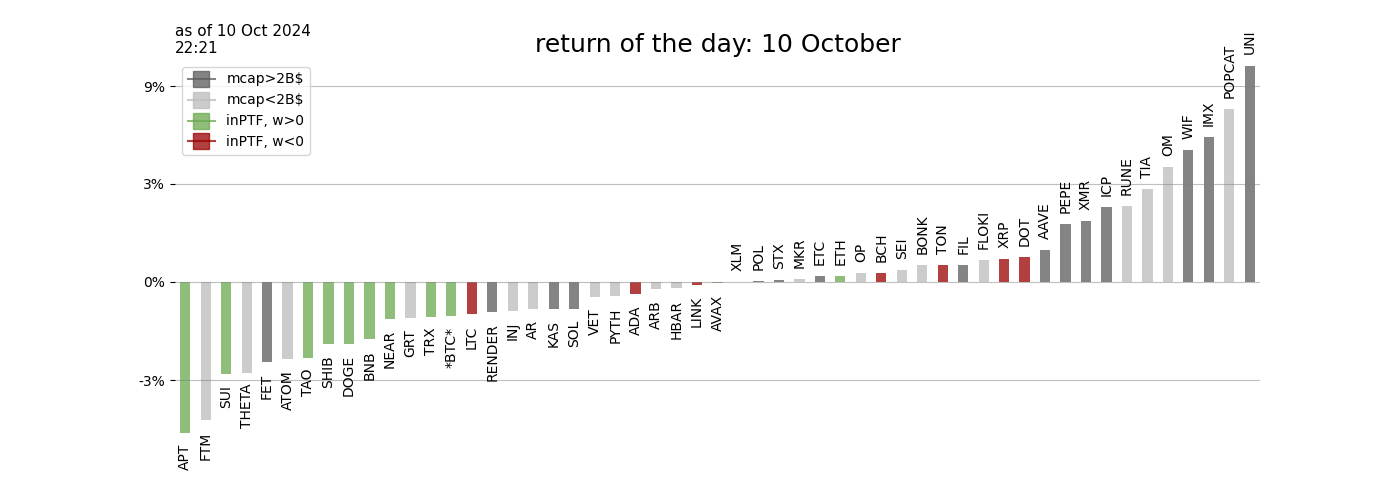 as of 10 Oct 2024
22:21
return of the day: 10 October
mcap>2B$
mcap<2B$
inPTF, w>0
inPTF, w<0
9%
3%
0%
-3%
APT
FTM
SUI
THETA
FET
ATOM
TAO
SHIB
DOGE
BNB
NEAR
GRT
TRX
*BTC*
LTC
RENDER
INJ
AR
KAS
SOL
VET
PYTH
ADA
ARB
HBAR
LINK
AVAX
XLM
POL
STX
MKR
ETC
ETH
OP
BCH
SEI
BONK
TON
FIL
FLOKI
XRP
DOT
AAVE
PEPE
XMR
ICP
RUNE
TIA
OM
WIF
IMX
POPCAT
UNI